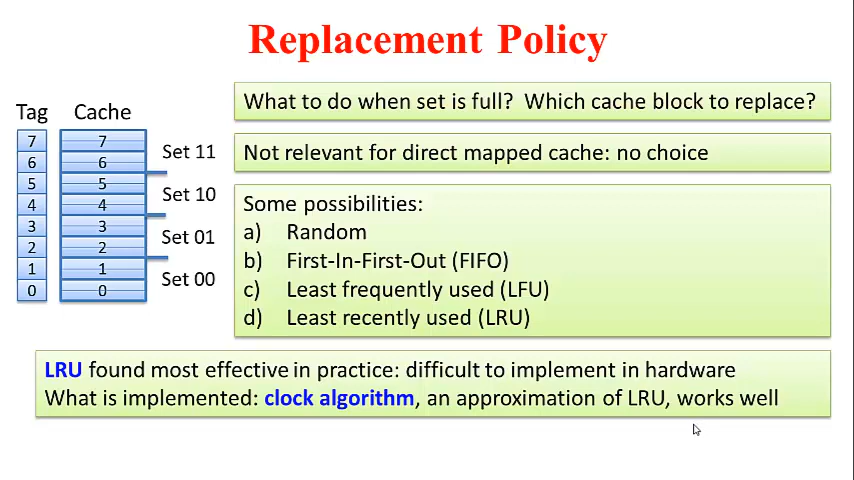 Replacement Policy
Tag Cache
7 7
6 6
5 5
4 4
3 3
2 2
1 1
0 0
Set 11
Set 10
Set 01
Set 00
What to do when set is full? Which cache block to replace?
Not relevant for direct mapped cache: no choice
Some possibilities:
a) Random
b) First-In-First-Out (FIFO)
c) Least frequently used (LFU)
d) Least recently used (LRU)
LRU found most effective in practice: difficult to implement in hardware
What is implemented: clock algorithm, an approximation of LRU, works well